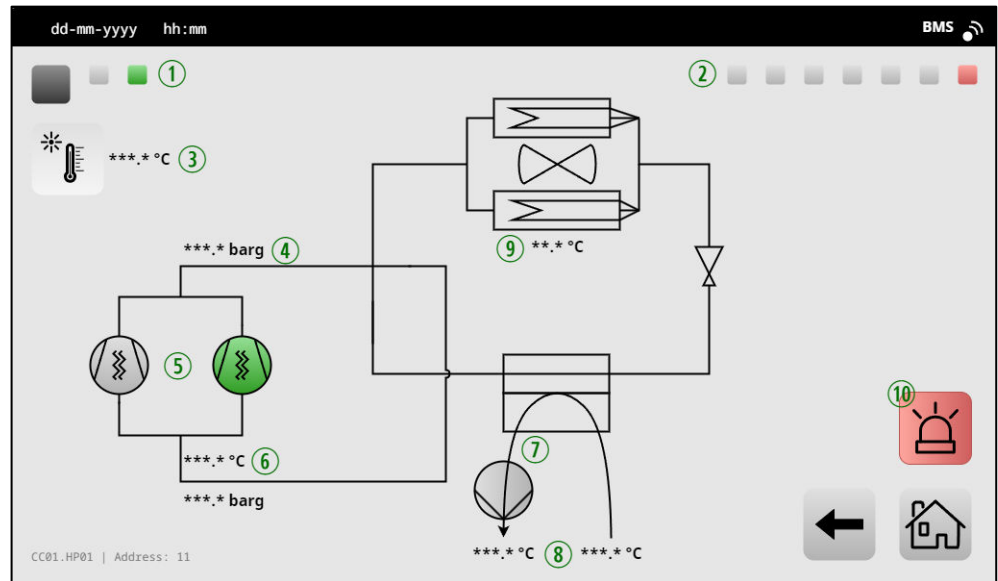 dd-mm-yyyy hh:mm BMS
1 2
***.* °C 3
***.* barg 4
9 **.* °C
5
10
***.* °C 6
7
***.* barg
***.* °C 8 ***.* °C
CC01.HP01 | Address: 11